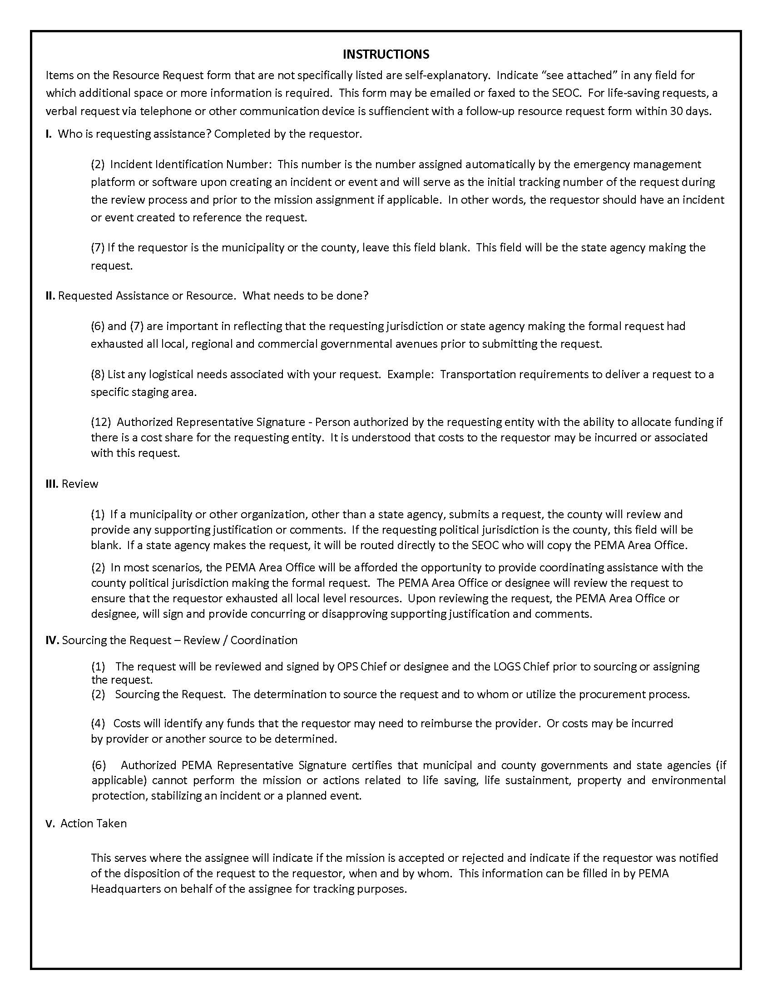 INSTRUCTIONS
Items on the Resource Request form that are not specifically listed are self-explanatory.  Indicate “see attached” in any field for
which additional space or more information is required.  This form may be emailed or faxed to the SEOC.  For life-saving requests, a
verbal request via telephone or other communication device is suffiencient with a follow-up resource request form within 30 days.
I.  Who is requesting assistance? Completed by the requestor.
(2)  Incident Identification Number:  This number is the number assigned automatically by the emergency management
platform or software upon creating an incident or event and will serve as the initial tracking number of the request during
the review process and prior to the mission assignment if applicable.  In other words, the requestor should have an incident
or event created to reference the request.
(7) If the requestor is the municipality or the county, leave this field blank.  This field will be the state agency making the
request.
II. Requested Assistance or Resource.  What needs to be done?
(6) and (7) are important in reflecting that the requesting jurisdiction or state agency making the formal request had
exhausted all local, regional and commercial governmental avenues prior to submitting the request.
(8) List any logistical needs associated with your request.  Example:  Transportation requirements to deliver a request to a
specific staging area.
(12)  Authorized Representative Signature - Person authorized by the requesting entity with the ability to allocate funding if
there is a cost share for the requesting entity.  It is understood that costs to the requestor may be incurred or associated
with this request.
III. Review
(1)  If a municipality or other organization, other than a state agency, submits a request, the county will review and
provide any supporting justification or comments.  If the requesting political jurisdiction is the county, this field will be
blank.  If a state agency makes the request, it will be routed directly to the SEOC who will copy the PEMA Area Office.
(2)  In most scenarios, the PEMA Area Office will be afforded the opportunity to provide coordinating assistance with the
county political jurisdiction making the formal request.  The PEMA Area Office or designee will review the request to
ensure that the requestor exhausted all local level resources.  Upon reviewing the request, the PEMA Area Office or
designee, will sign and provide concurring or disapproving supporting justification and comments.
IV. Sourcing the Request – Review / Coordination
(1)   The request will be reviewed and signed by OPS Chief or designee and the LOGS Chief prior to sourcing or assigning
the request.
(2)   Sourcing the Request.  The determination to source the request and to whom or utilize the procurement process.
(4)   Costs will identify any funds that the requestor may need to reimburse the provider.  Or costs may be incurred
by provider or another source to be determined.
(6)   Authorized PEMA Representative Signature certifies that municipal and county governments and state agencies (if
applicable) cannot perform the mission or actions related to life saving, life sustainment, property and environmental
protection, stabilizing an incident or a planned event.
V.  Action Taken
This serves where the assignee will indicate if the mission is accepted or rejected and indicate if the requestor was notified
of the disposition of the request to the requestor, when and by whom.  This information can be filled in by PEMA
Headquarters on behalf of the assignee for tracking purposes.